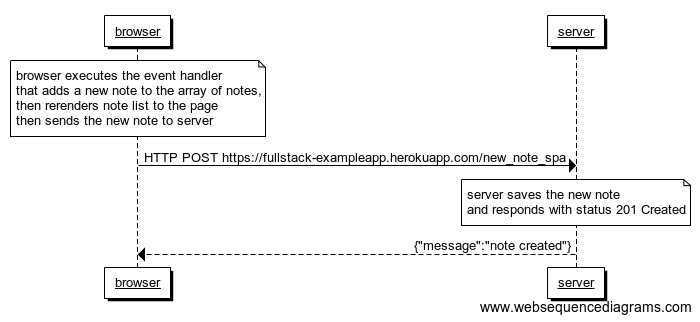 browser
server
browser executes the event handler
that adds a new note to the array of notes,
then rerenders note list to the page
then sends the new note to server
HTTP POST https://fullstack-exampleapp.herokuapp.com/new_note_spa
server saves the new note
and responds with status 201 Created
{"message":"note created"}
browser
server
www.websequencediagrams.com